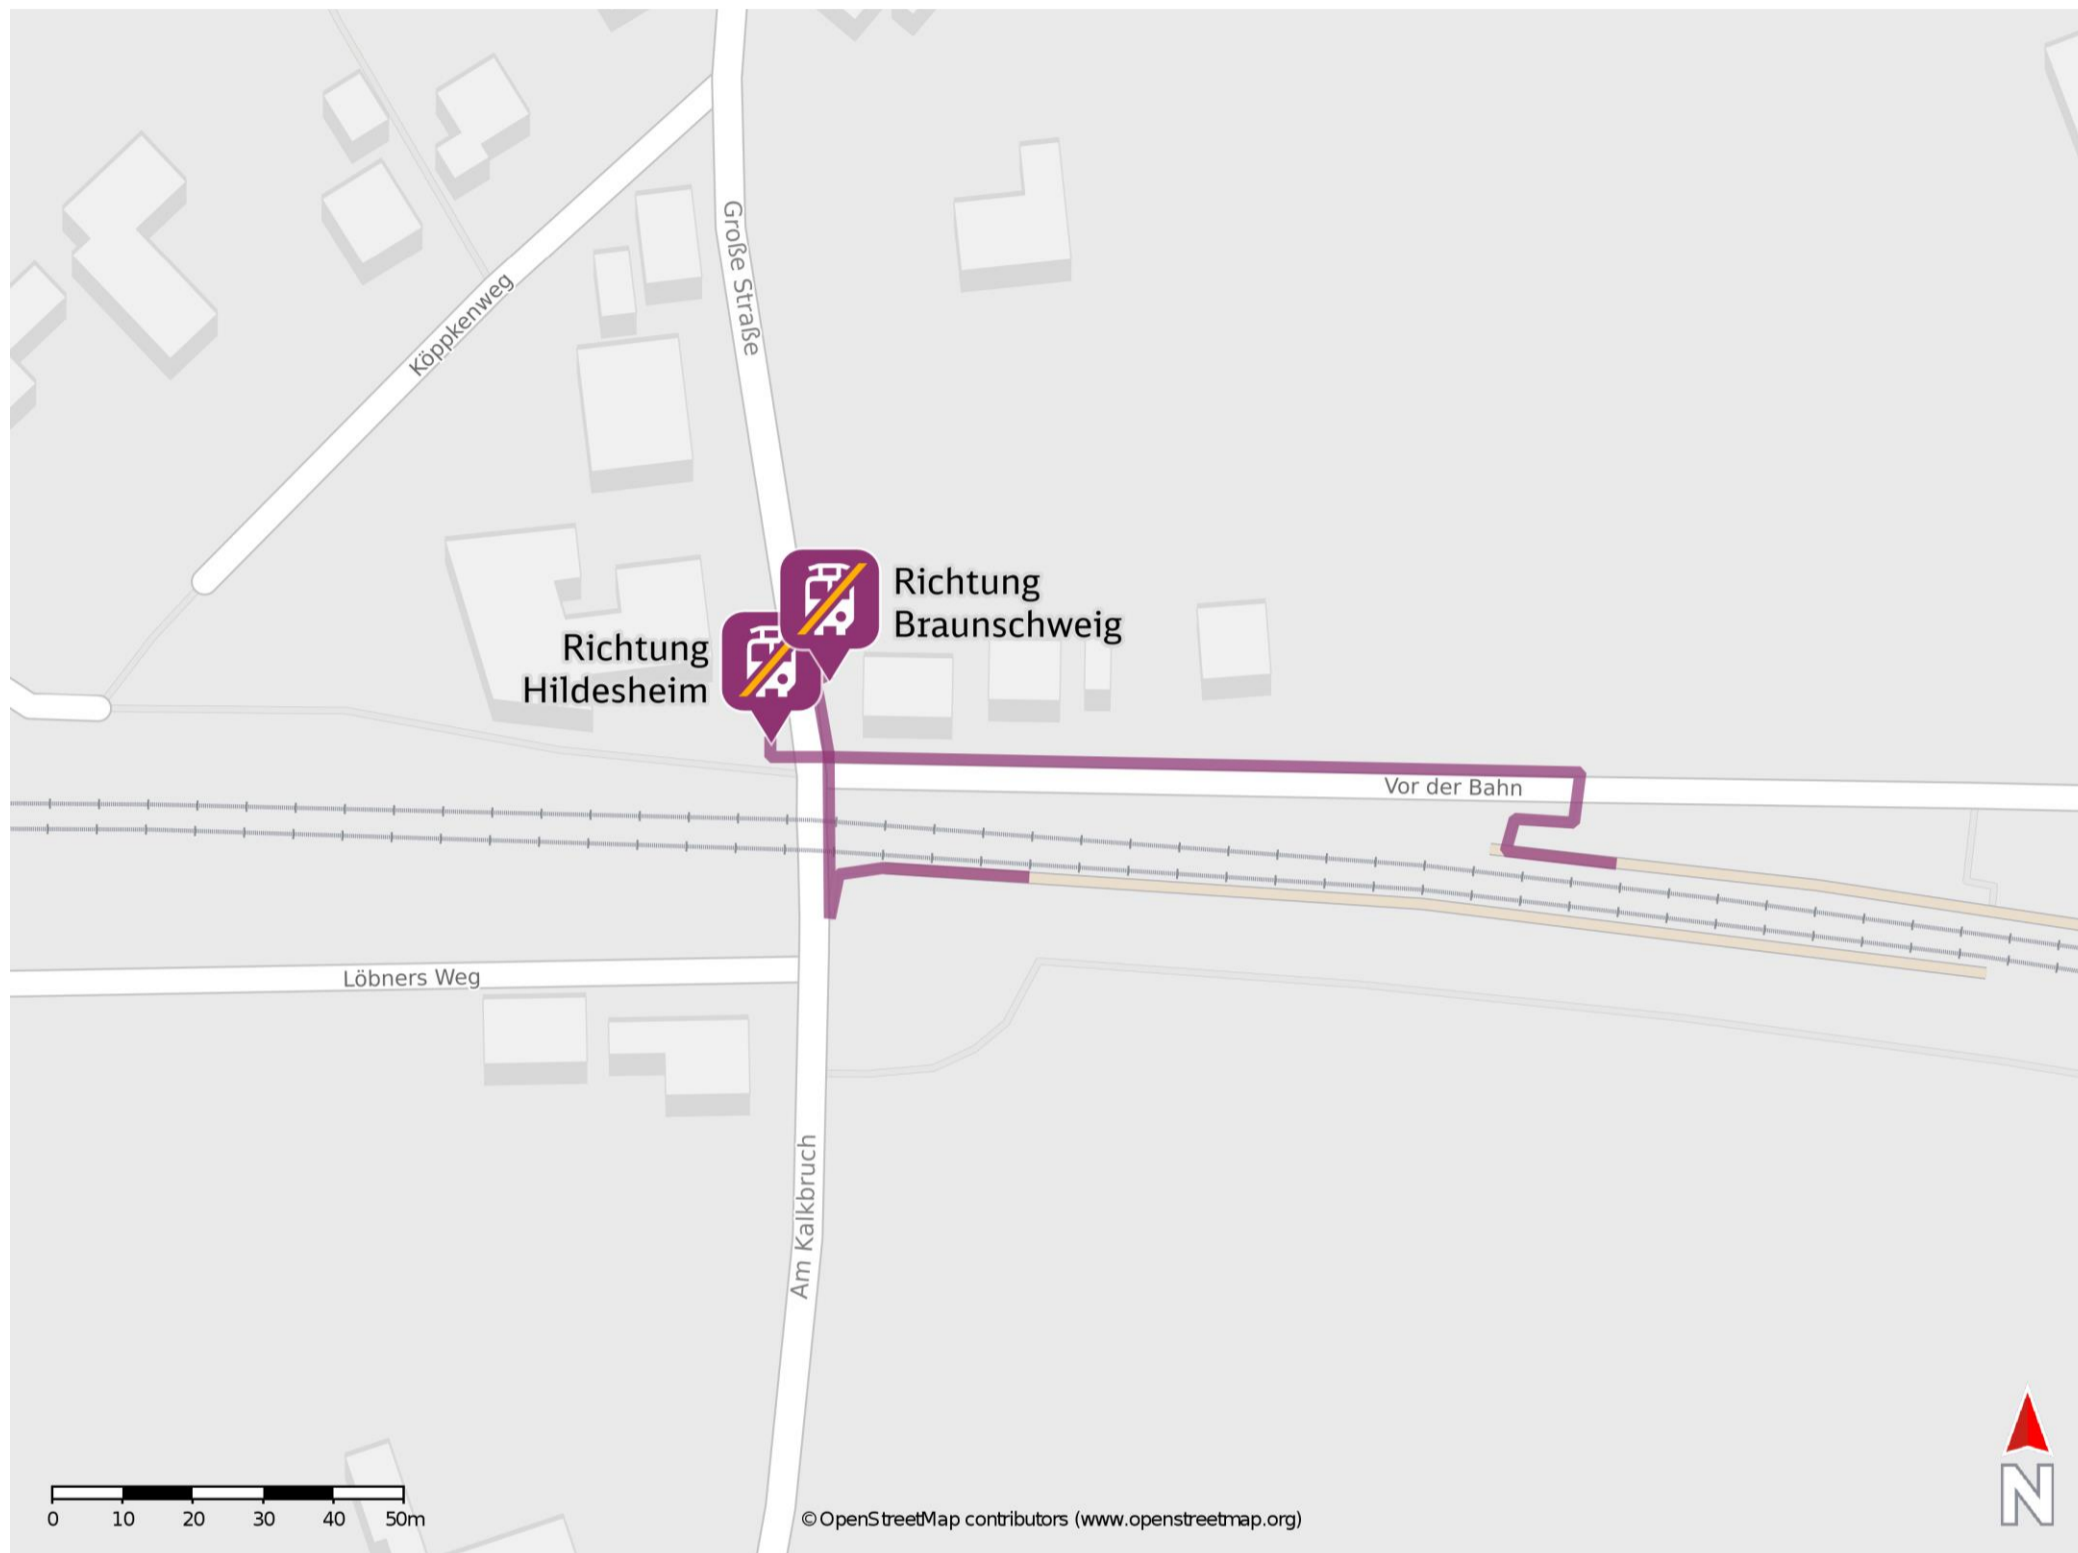 Große Straße
Köppkenweg
Richtung
Braunschweig
Richtung
Hildesheim
Vor der Bahn
Löbners Weg
Am Kalkbruch
0 10 20 30 40 50m
©OpenStreetMap contributors (www.openstreetmap.org)
N